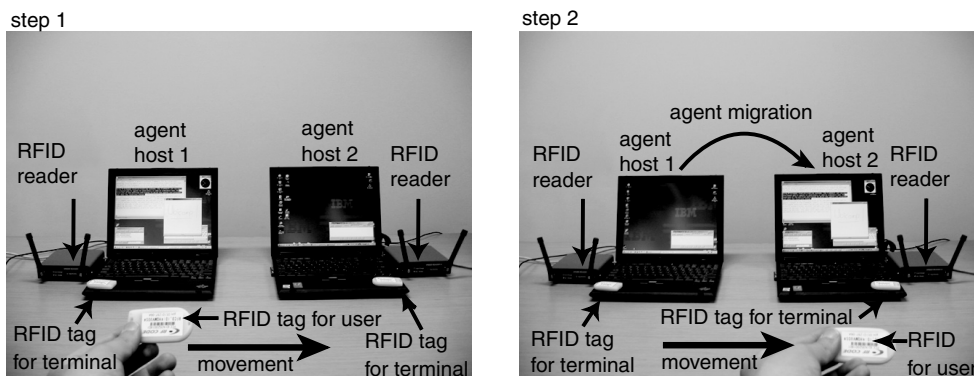 step 1
agent
host 1
agent
host 2
RFID
reader
RFID
reader
RFID tag
for terminal
RFID tag for user
movement
RFID tag
for terminal
step 2
agent migration
agent
host 1
agent
host 2
RFID
reader
RFID
reader
RFID tag
for terminal
RFID tag for terminal
movement
RFID
for user
IBM